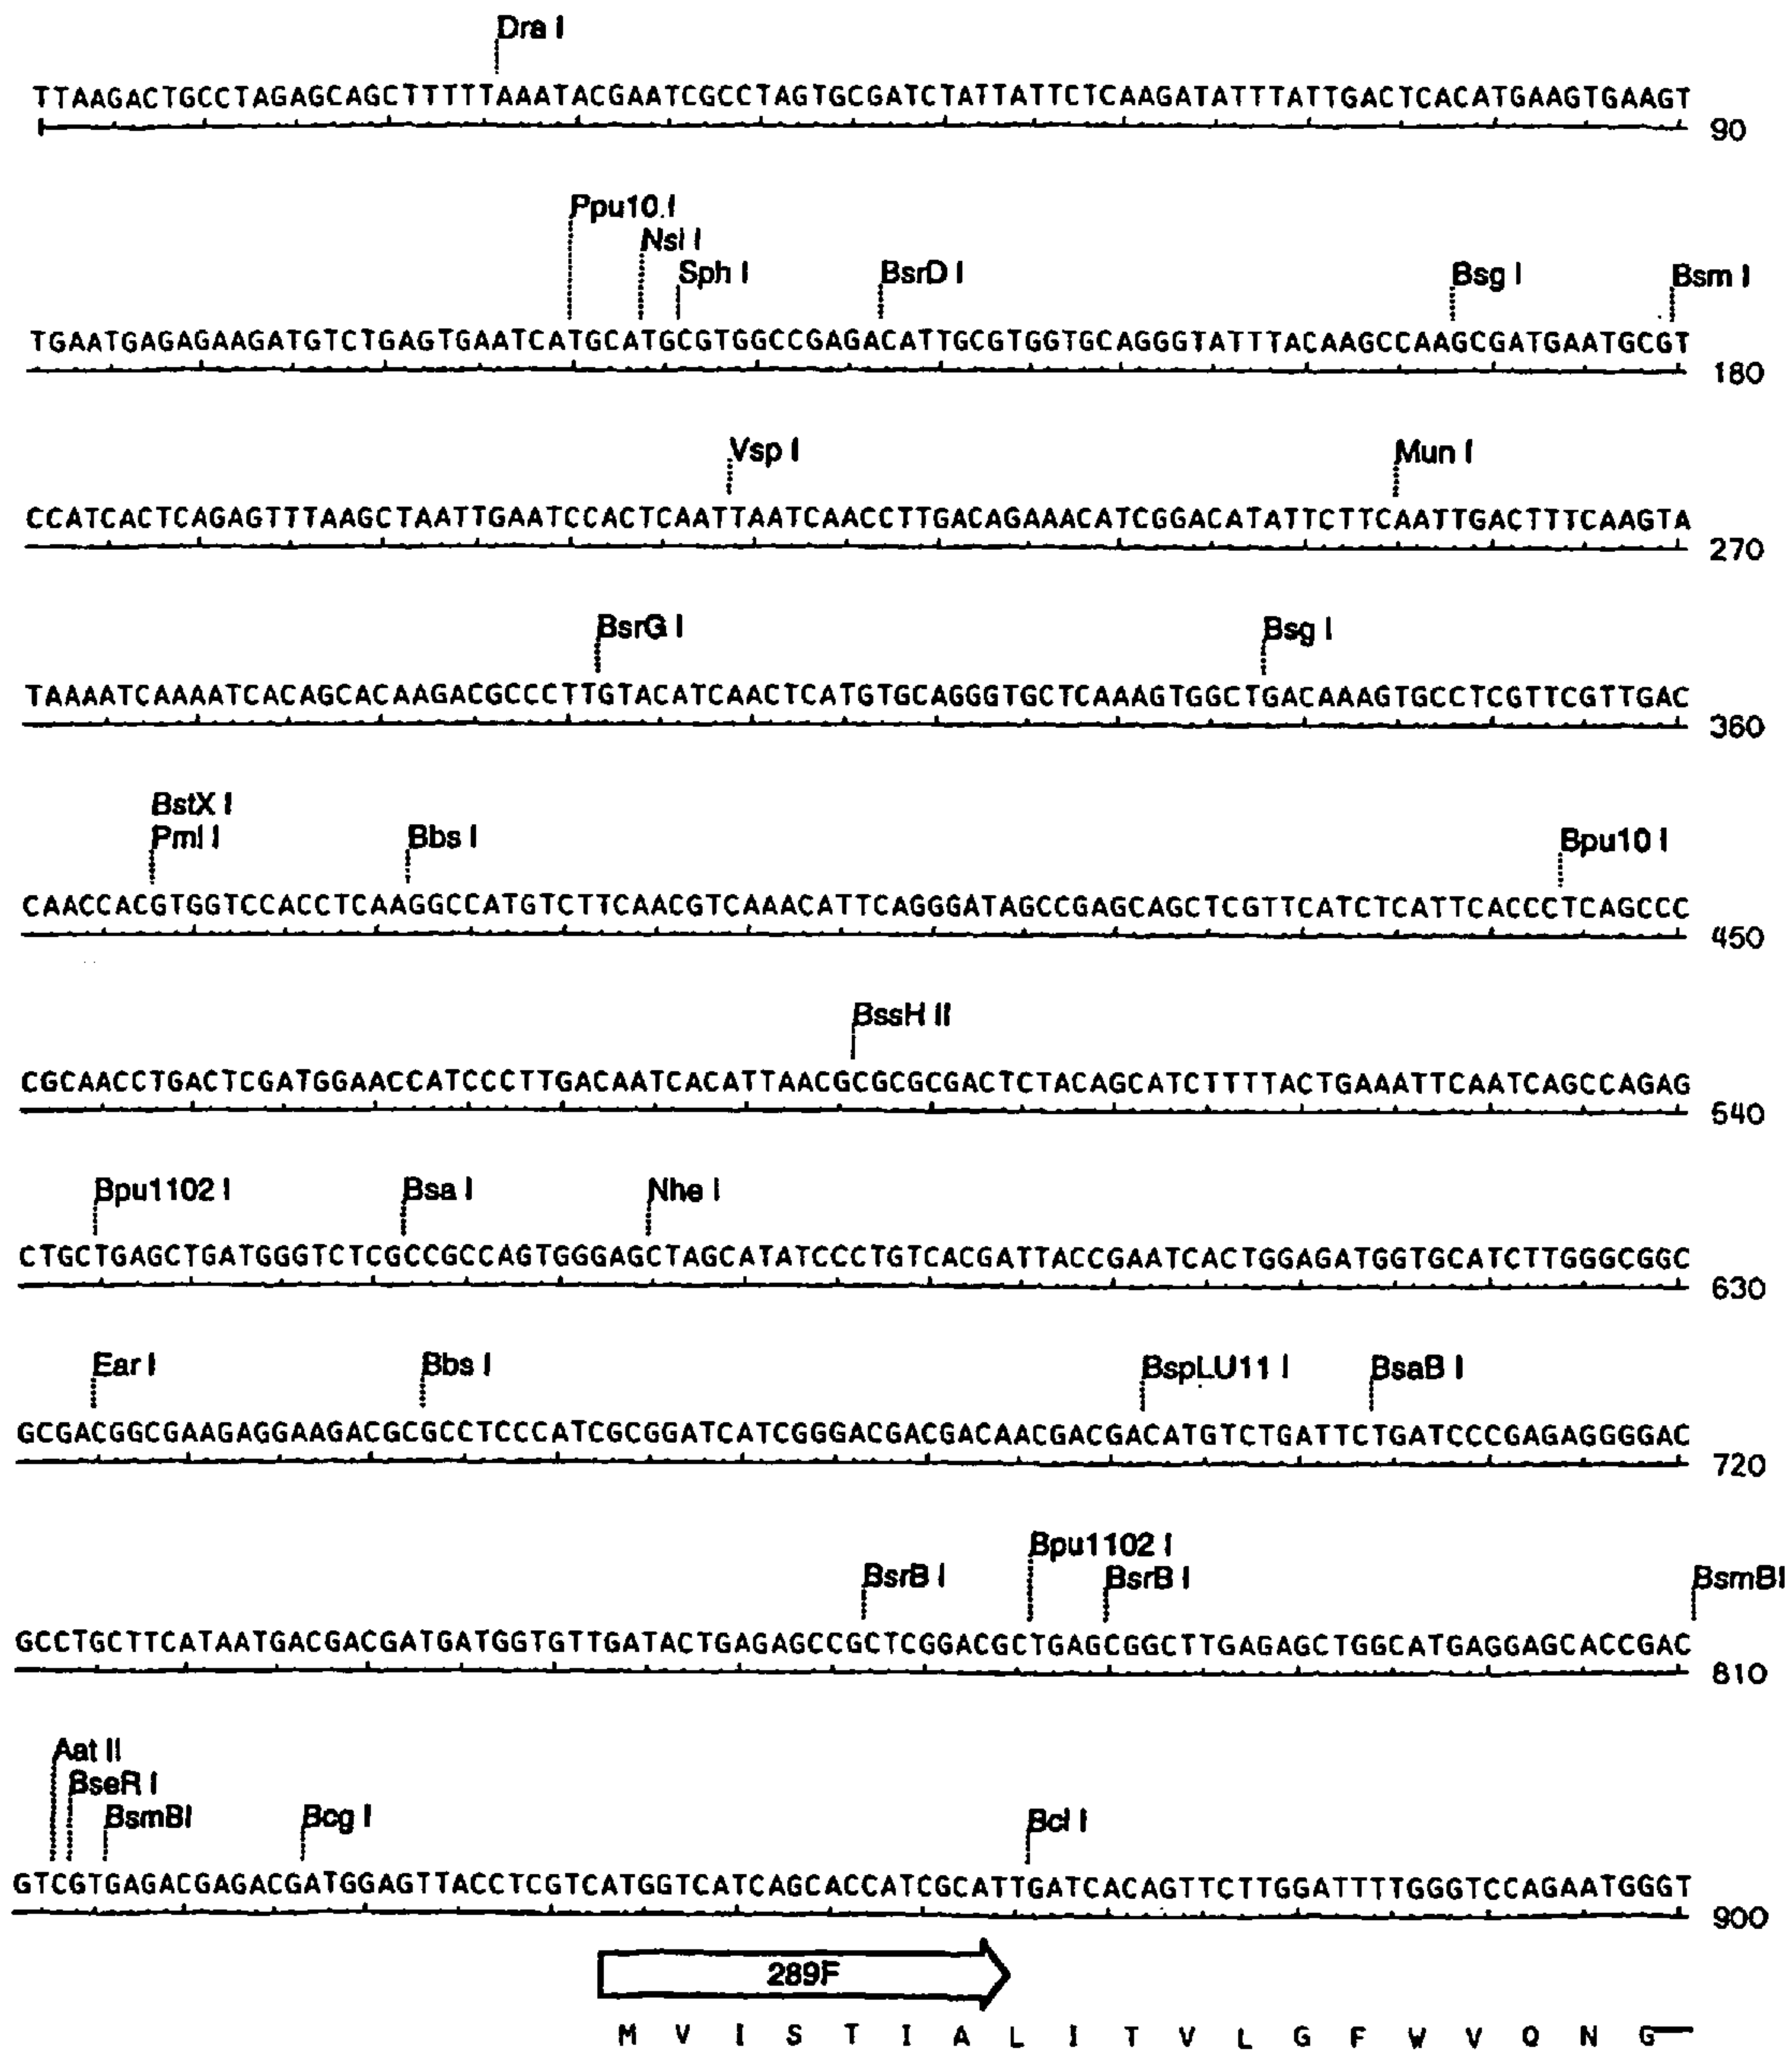 Dra I
TTAAGACTGCCTAGAGCAGCTTTTTAAATACGAATCGCCTAGTGCGATCTATTATTCTCAAGATATTTATTGACTCACATGAAGTGAAGT
90
Ppu10 I
Nsi I
Sph I BsrD I Bsg I Bsm I
TGAATGAGAGAAGATGTCTGAGTGAATCATGCATGCGTGGCCGAGACATTGCGTGGTGCAGGGTATTTACAAGCCAAGCGATGAATGCGT
180
Vsp I Mun I
CCATCACTCAGAGTTTAAGCTAATTGAATCCACTCAATTAATCAACCTTGACAGAAACATCGGACATATTCTTCAATTGACTTTCAAGTA
270
BsrG I Bsg I
TAAAATCAAAATCACAGCACAAGACGCCCTTGTACATCAACTCATGTGCAGGGTGCTCAAAGTGGCTGACAAAGTGCCTCGTTCGTTGAC
360
BstX I
Pml I Bbs I Bpu10 I
CAACCACGTGGTCCACCTCAAGGCCATGTCTTCAACGTCAAACATTCAGGGATAGCCGAGCAGCTCGTTCATCTCATTCACCCTCAGCCC
450
BssH II
CGCAACCTGACTCGATGGAACCATCCCTTGACAATCACATTAACGCGCGCGACTCTACAGCATCTTTTACTGAAATTCAATCAGCCAGAG
540
Bpu1102 I Bsa I Nhe I
CTGCTGAGCTGATGGGTCTCGCCGCCAGTGGGAGCTAGCATATCCCTGTCACGATTACCGAATCACTGGAGATGGTGCATCTTGGGCGGC
630
Ear I Bbs I BspLU11 I BsaB I
GCGACGGCGAAGAGGAAGACGCGCCTCCCATCGCGGATCATCGGGACGACGACAACGACGACATGTCTGATTCTGATCCCGAGAGGGGAC
720
Bpu1102 I
BsrB I BsrB I BsmBI
GCCTGCTTCATAATGACGACGATGATGGTGTTGATACTGAGAGCCGCTCGGACGCTGAGCGGCTTGAGAGCTGGCATGAGGAGCACCGAC
810
Aat II
BseR I
BsmBI Bcg I Bcl I
GTCGTGAGACGAGACGATGGAGTTACCTCGTCATGGTCATCAGCACCATCGCATTGATCACAGTTCTTGGATTTTGGGTCCAGAATGGGT
900
289F
M V I S T I A L I T V L G F W V Q N G